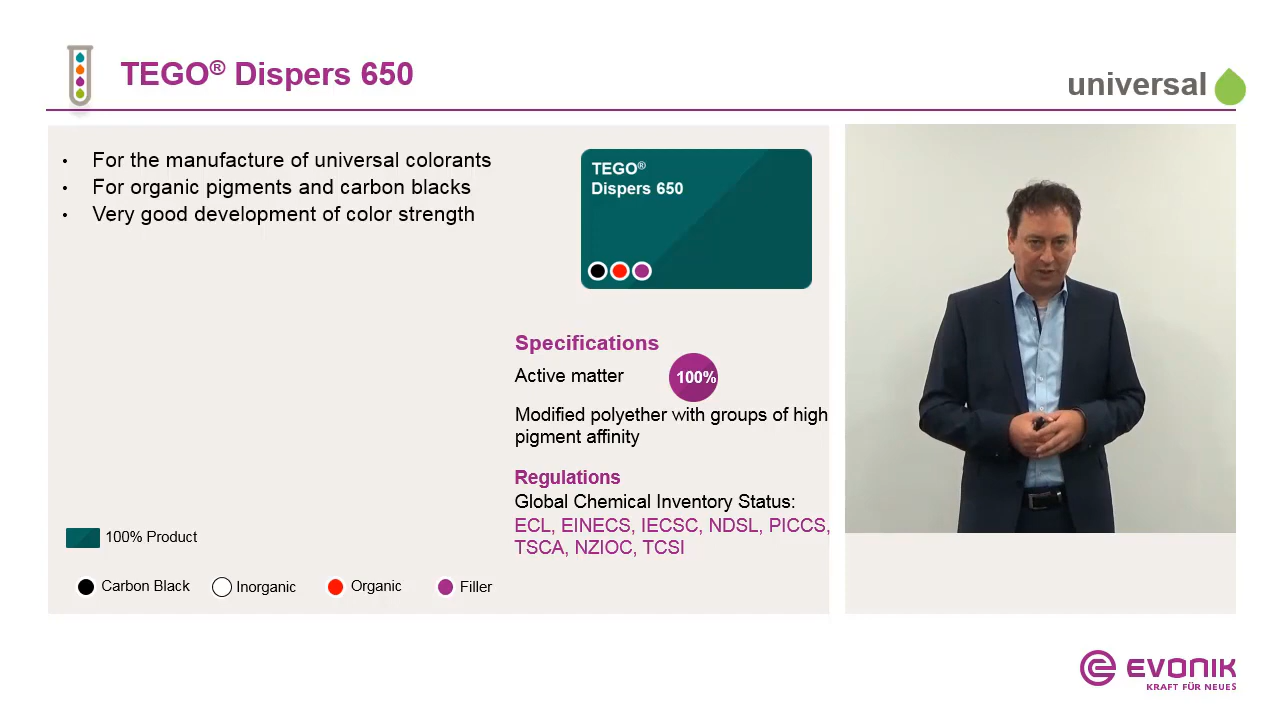 TEGO® Dispers 650
universal
• For the manufacture of universal colorants
• For organic pigments and carbon blacks
• Very good development of color strength
TEGO®
Dispers 650
Specifications
Active matter 100%
Modified polyether with groups of high
pigment affinity
Regulations
Global Chemical Inventory Status:
ECL, EINECS, IECSC, NDSL, PICCS,
TSCA, NZIOC, TCSI
100% Product
Carbon Black Inorganic Organic Filler
EVONIK
KRAFT FÜR NEUES